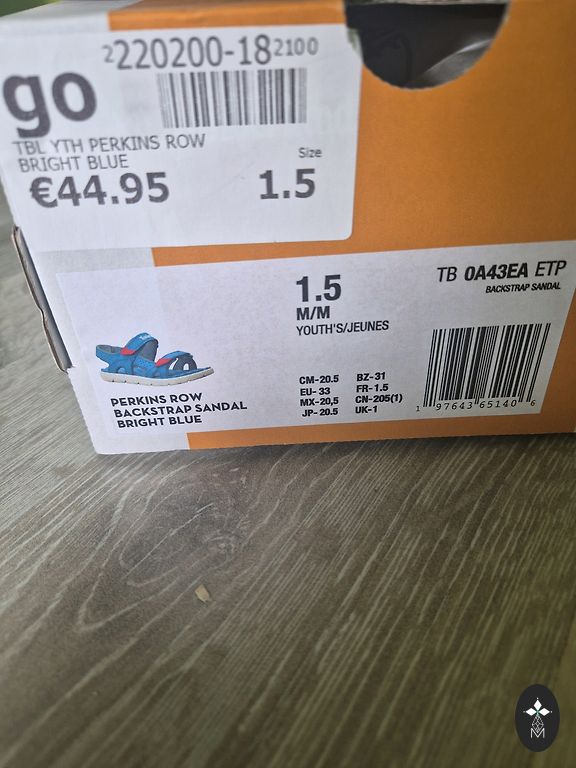 2220200-182100
go
TBL YTH PERKINS ROW
BRIGHT BLUE
Size
€44.95
1.5
1.5
M/M
YOUTH'S/JEUNES
TB 0A43EA ETP
BACKSTRAP SANDAL
PERKINS ROW
BACKSTRAP SANDAL
BRIGHT BLUE
CM-20.5 BZ-31
EU- 33 FR-1.5
MX-20,5 CN-205(1)
JP- 20.5 UK-1
1 97643 65140 6
M